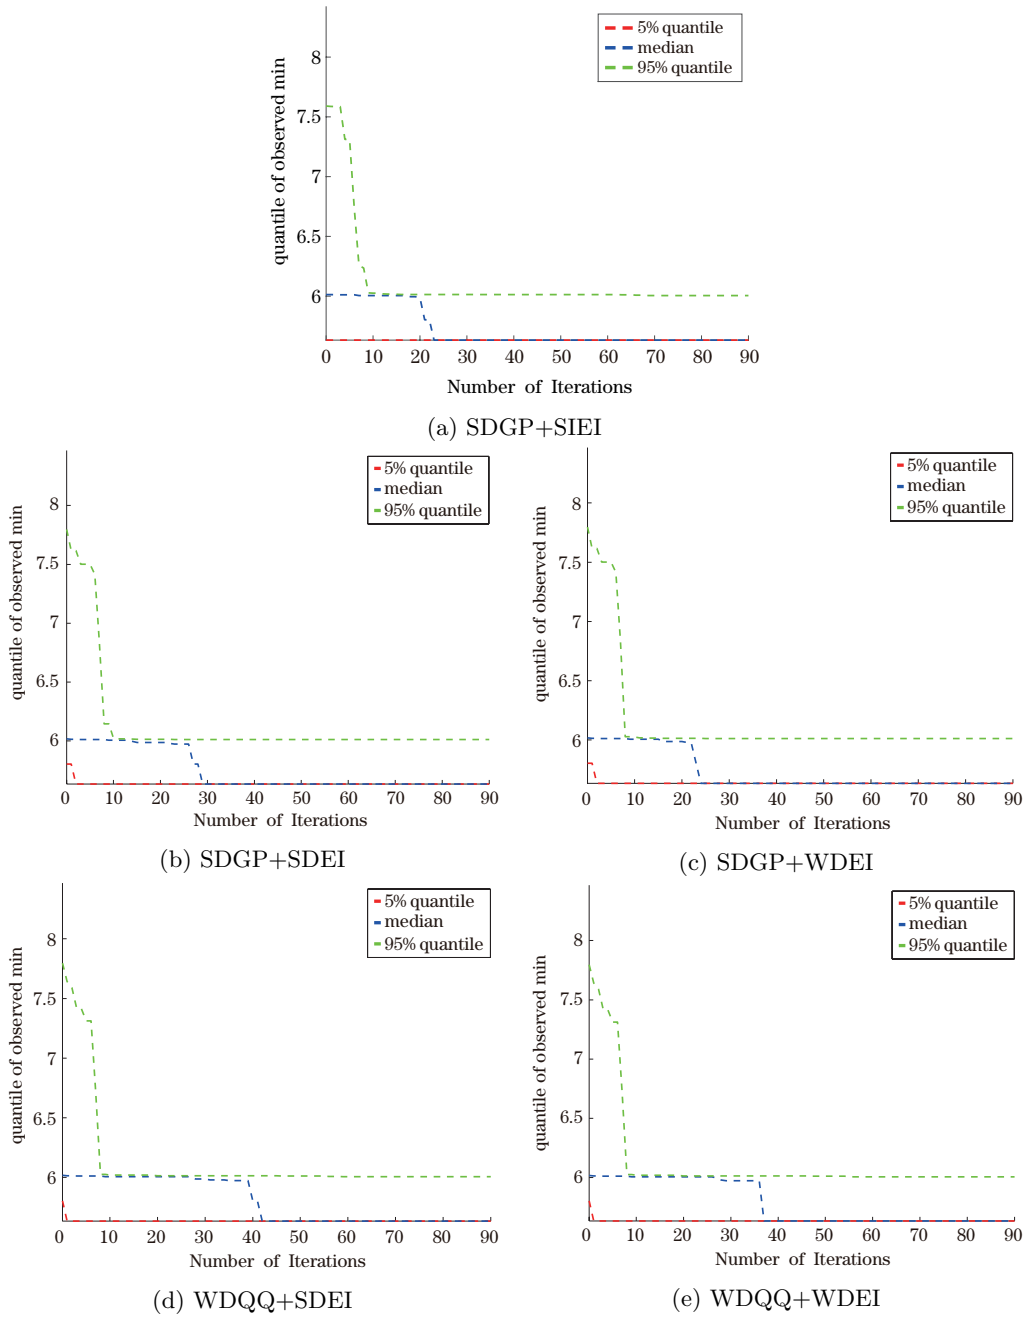 5% quantile
median
95% quantile
quantile of observed min
8
7.5
7
6.5
6
0 10 20 30 40 50 60 70 80 90
Number of Iterations
(a) SDGP+SIEI
5% quantile
median
95% quantile
quantile of observed min
8
7.5
7
6.5
6
0 10 20 30 40 50 60 70 80 90
Number of Iterations
(b) SDGP+SDEI
5% quantile
median
95% quantile
quantile of observed min
8
7.5
7
6.5
6
0 10 20 30 40 50 60 70 80 90
Number of Iterations
(c) SDGP+WDEI
5% quantile
median
95% quantile
quantile of observed min
8
7.5
7
6.5
6
0 10 20 30 40 50 60 70 80 90
Number of Iterations
(d) WDQQ+SDEI
5% quantile
median
95% quantile
quantile of observed min
8
7.5
7
6.5
6
0 10 20 30 40 50 60 70 80 90
Number of Iterations
(e) WDQQ+WDEI